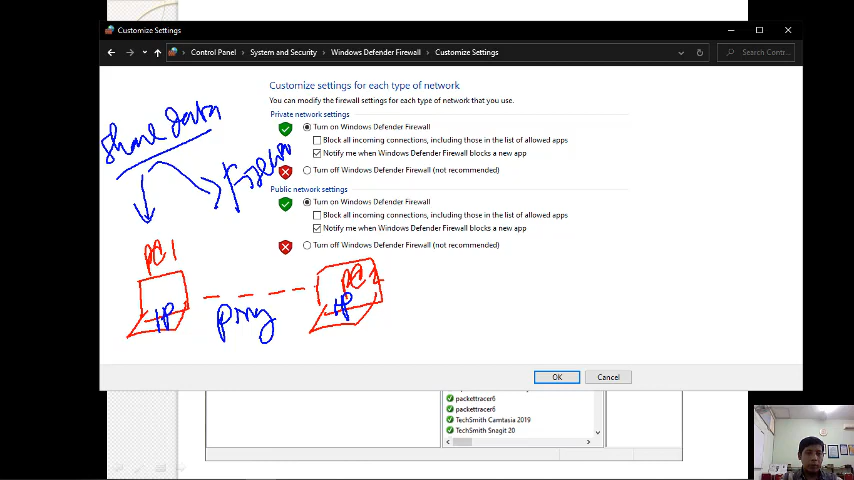 Customize Settings
Control Panel > System and Security > Windows Defender Firewall > Customize Settings
Search Contr...
Customize settings for each type of network
You can modify the firewall settings for each type of network that you use.
Private network settings
Turn on Windows Defender Firewall
Block all incoming connections, including those in the list of allowed apps
Notify me when Windows Defender Firewall blocks a new app
Turn off Windows Defender Firewall (not recommended)
Public network settings
Turn on Windows Defender Firewall
Block all incoming connections, including those in the list of allowed apps
Notify me when Windows Defender Firewall blocks a new app
Turn off Windows Defender Firewall (not recommended)
Share data
PC1
PC2
ping
OK
Cancel
packettracer6
packettracer6
TechSmith Camtasia 2019
TechSmith Snagit 20